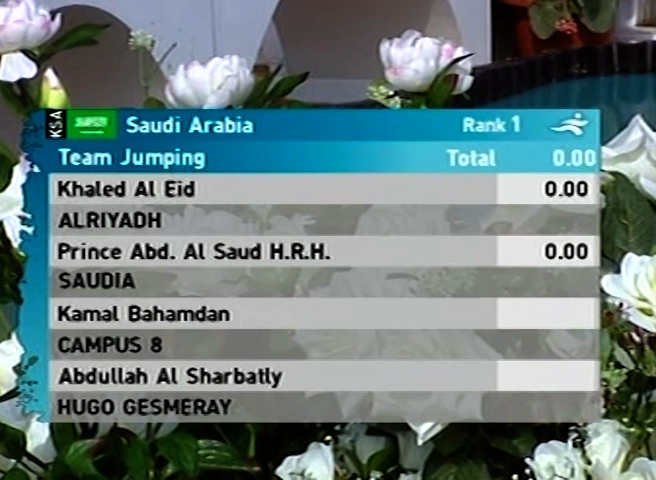 KSA Saudi Arabia Rank 1
Team Jumping Total 0.00
Khaled Al Eid 0.00
ALRIYADH
Prince Abd. Al Saud H.R.H. 0.00
SAUDIA
Kamal Bahamdan
CAMPUS 8
Abdullah Al Sharbatly
HUGO GESMERAY